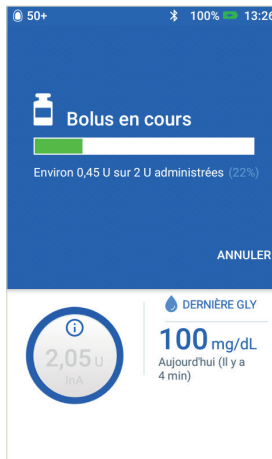 50+ 100% 13:26
Bolus en cours
Environ 0,45 U sur 2 U administrées (22%)
ANNULER
2,05 U
InA
DERNIÈRE GLY
100 mg/dL
Aujourd'hui (Il y a
4 min)